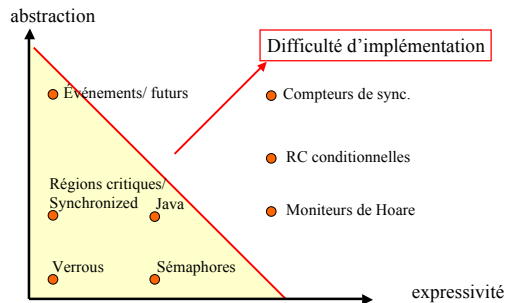 abstraction
Difficulté d'implémentation
Événements/ futurs
Compteurs de sync.
RC conditionnelles
Régions critiques/
Synchronized
Java
Moniteurs de Hoare
Verrous
Sémaphores
expressivité